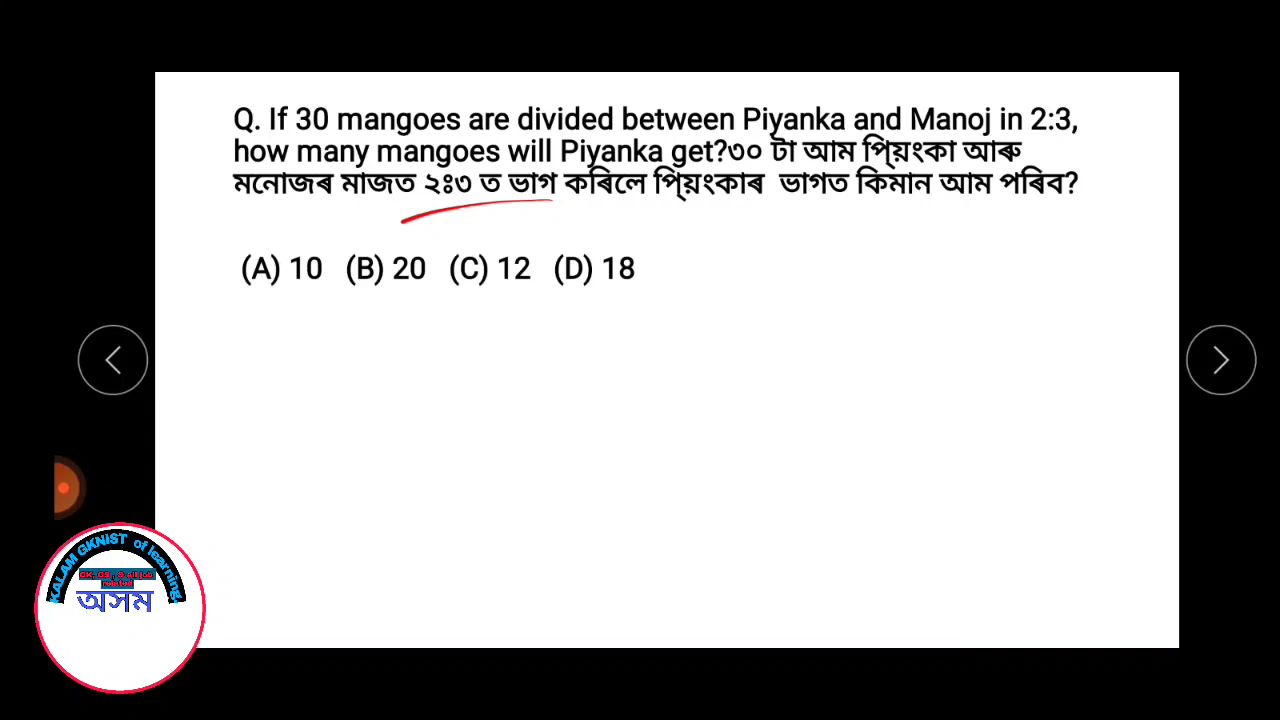 Q. If 30 mangoes are divided between Piyanka and Manoj in 2:3,
how many mangoes will Piyanka get?৩০ টা আম প্য়িংকা আৰু
মনোজৰ মাজত ২ঃ৩ ত ভাগ কৰিলে প্য়িংকাৰ ভাগত কিমান আম পৰিব?
(A) 10 (B) 20 (C) 12 (D) 18
KALAM GKNIST of learning.
related
অসম